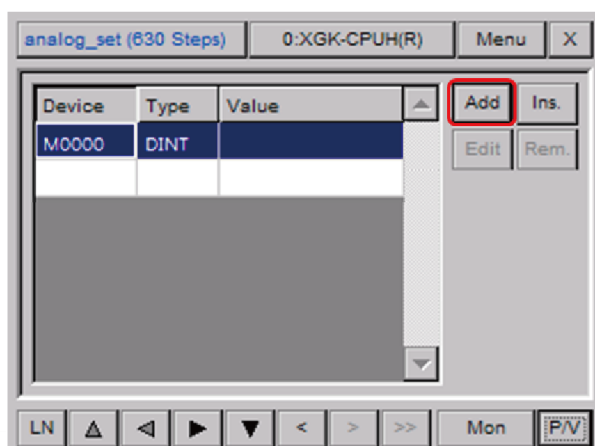 analog_set (630 Steps) 0:XGK-CPUH(R) Menu X
Device Type Value Add Ins.
M0000 DINT Edit Rem.
LN < > >> Mon P/V